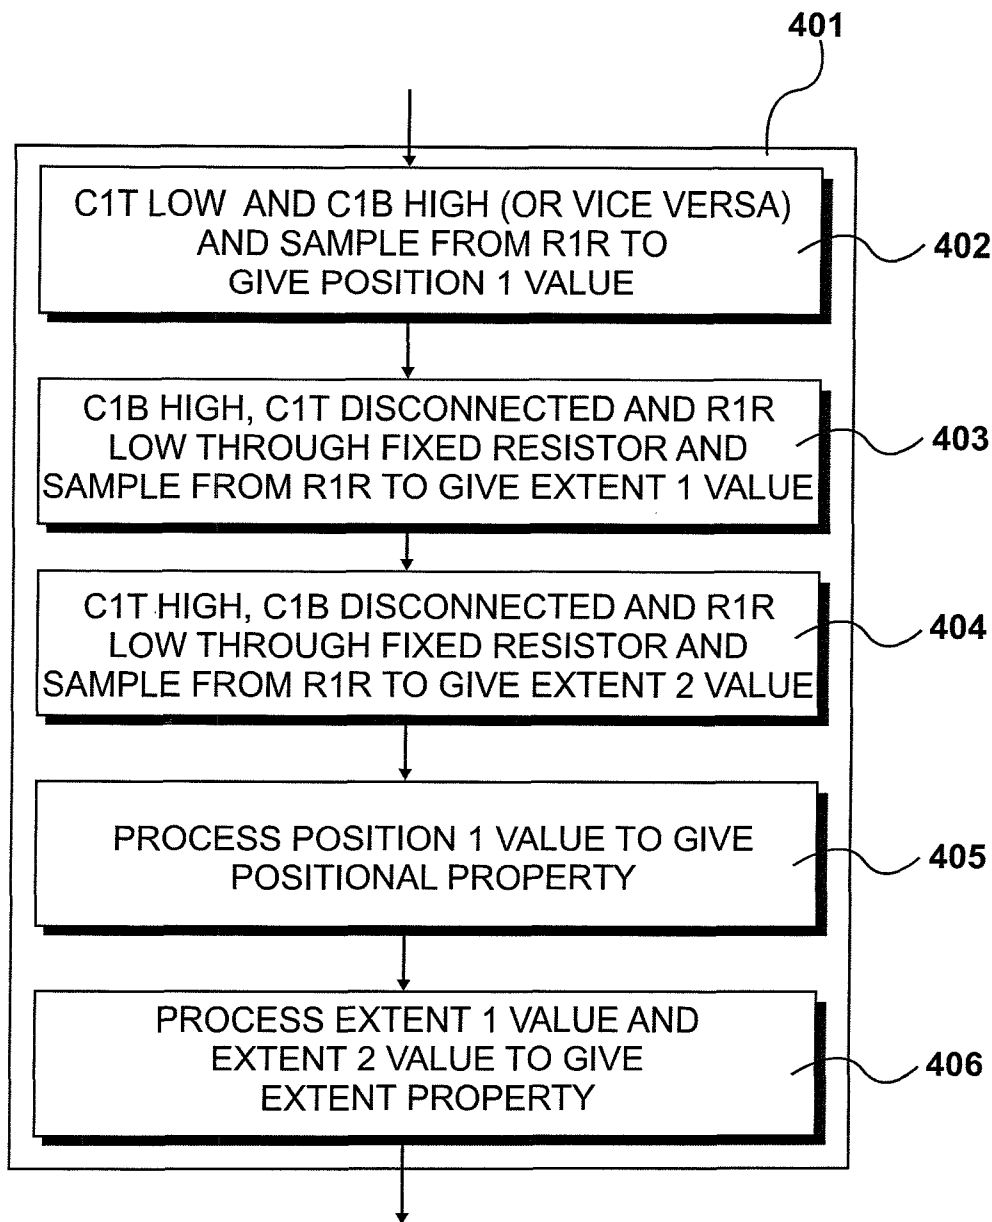 401
C1T LOW AND C1B HIGH (OR VICE VERSA)
AND SAMPLE FROM R1R TO
GIVE POSITION 1 VALUE
402
C1B HIGH, C1T DISCONNECTED AND R1R
LOW THROUGH FIXED RESISTOR AND
SAMPLE FROM R1R TO GIVE EXTENT 1 VALUE
403
C1T HIGH, C1B DISCONNECTED AND R1R
LOW THROUGH FIXED RESISTOR AND
SAMPLE FROM R1R TO GIVE EXTENT 2 VALUE
404
PROCESS POSITION 1 VALUE TO GIVE
POSITIONAL PROPERTY
405
PROCESS EXTENT 1 VALUE AND
EXTENT 2 VALUE TO GIVE
EXTENT PROPERTY
406